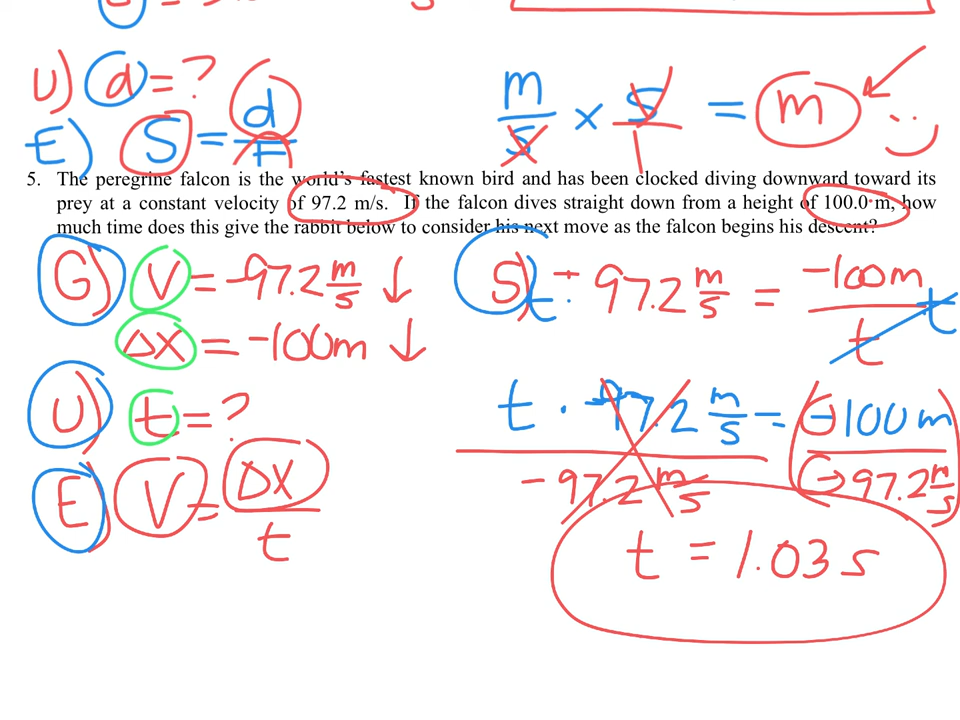 U) d = ?
E) S = d/t
m/s × s/1 = m
5. The peregrine falcon is the world's fastest known bird and has been clocked diving downward toward its
prey at a constant velocity of 97.2 m/s. If the falcon dives straight down from a height of 100.0 m, how
much time does this give the rabbit below to consider his next move as the falcon begins his descent?
G) V = -97.2 m/s ↓
ΔX = -100m ↓
U) t = ?
E) V = ΔX/t
S) t · -97.2 m/s = -100m/t · t
t · -97.2 m/s / -97.2 m/s = -100m / -97.2 m/s
t = 1.03 s